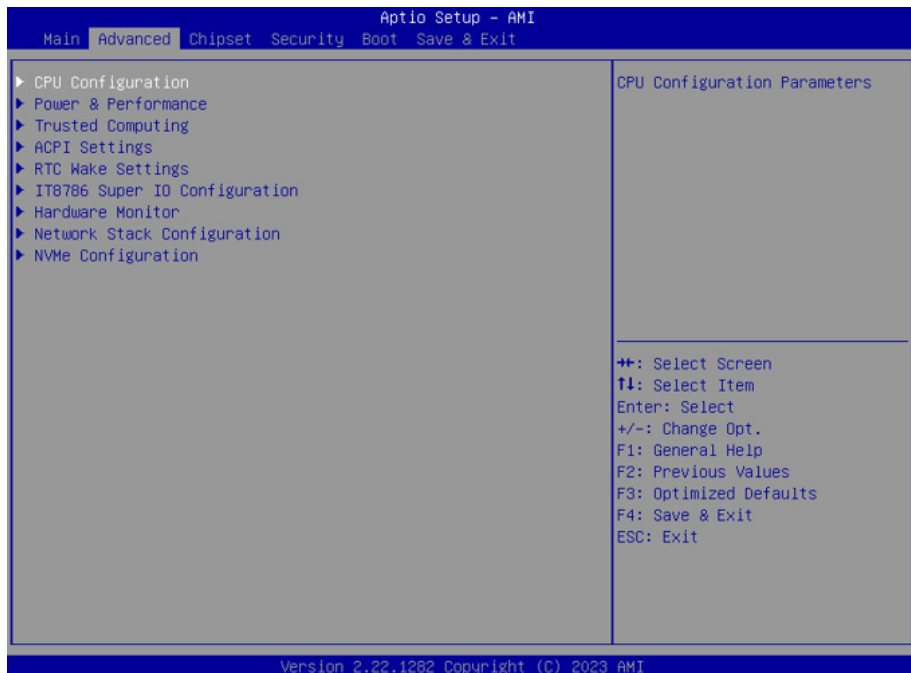 Aptio Setup – AMI
Main Advanced Chipset Security Boot Save & Exit
CPU Configuration
Power & Performance
Trusted Computing
ACPI Settings
RTC Wake Settings
IT8786 Super IO Configuration
Hardware Monitor
Network Stack Configuration
NVMe Configuration
CPU Configuration Parameters
→←: Select Screen
↑↓: Select Item
Enter: Select
+/-: Change Opt.
F1: General Help
F2: Previous Values
F3: Optimized Defaults
F4: Save & Exit
ESC: Exit
Version 2.22.1282 Copyright (C) 2023 AMI